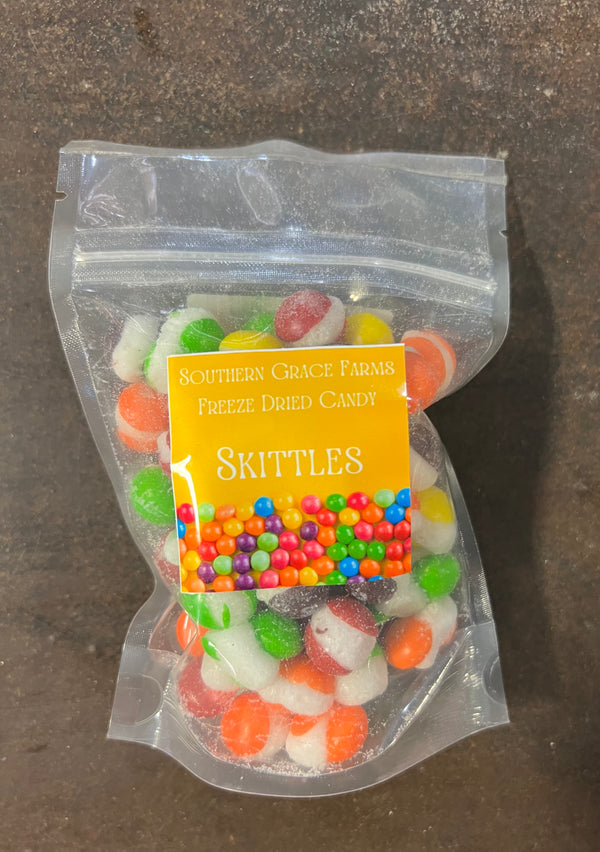 Southern Grace Farms
Freeze Dried Candy
Skittles